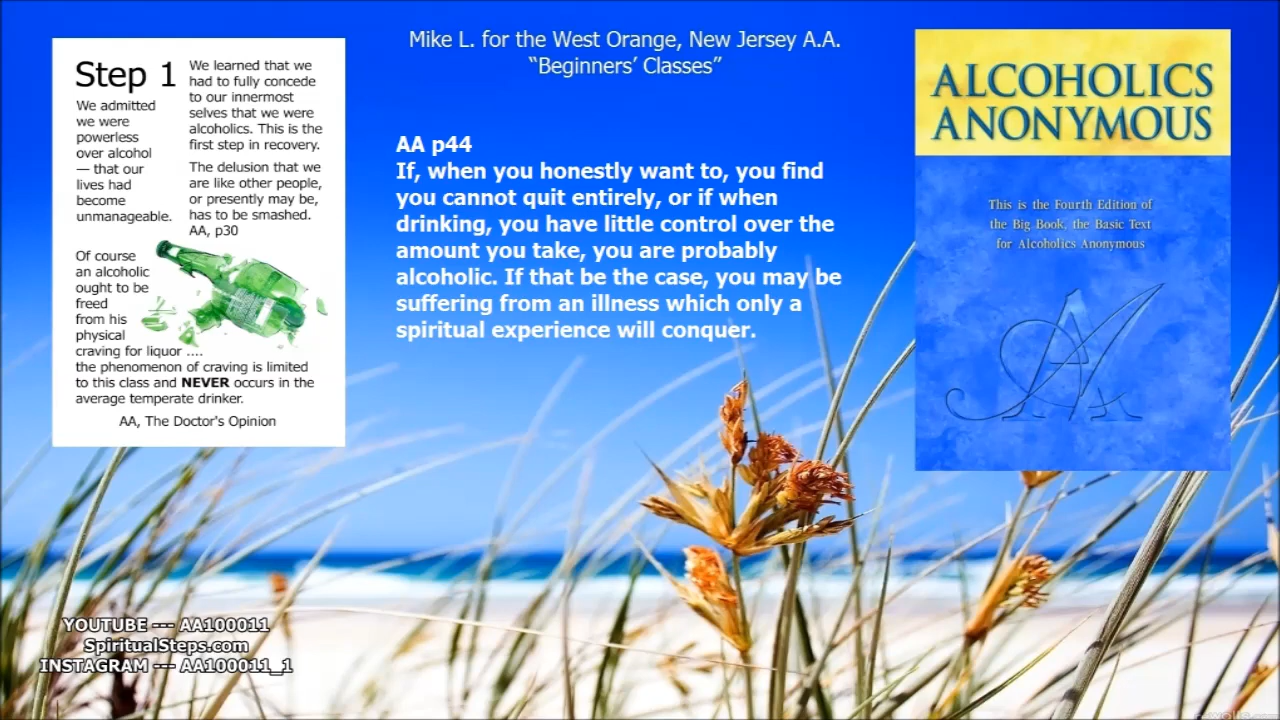 Mike L. for the West Orange, New Jersey A.A.
“Beginners’ Classes”
Step 1
We admitted
we were
powerless
over alcohol
— that our
lives had
become
unmanageable.
We learned that we
had to fully concede
to our innermost
selves that we were
alcoholics. This is the
first step in recovery.
The delusion that we
are like other people,
or presently may be,
has to be smashed.
AA, p30
Of course
an alcoholic
ought to be
freed
from his
physical
craving for liquor ....
the phenomenon of craving is limited
to this class and NEVER occurs in the
average temperate drinker.
AA, The Doctor's Opinion
AA p44
If, when you honestly want to, you find
you cannot quit entirely, or if when
drinking, you have little control over the
amount you take, you are probably
alcoholic. If that be the case, you may be
suffering from an illness which only a
spiritual experience will conquer.
ALCOHOLICS
ANONYMOUS
This is the Fourth Edition of
the Big Book, the Basic Text
for Alcoholics Anonymous
AA
YOUTUBE --- AA100011
SpiritualSteps.com
INSTAGRAM --- AA100011_1